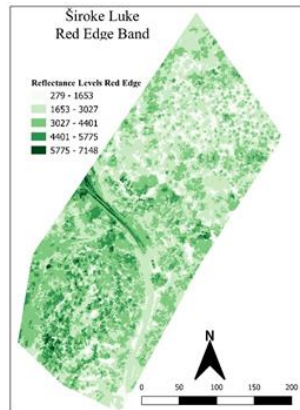 Široke Luke
Red Edge Band
Reflectance Levels Red Edge
279 - 1653
1653 - 3027
3027 - 4401
4401 - 5775
5775 - 7148
N
0 50 100 150 200